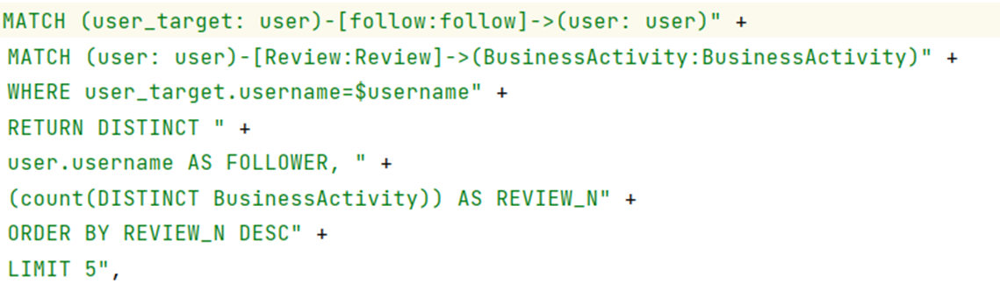 MATCH (user_target: user)-[follow:follow]->(user: user)" +
MATCH (user: user)-[Review:Review]->(BusinessActivity:BusinessActivity)" +
WHERE user_target.username=$username" +
RETURN DISTINCT " +
user.username AS FOLLOWER, " +
(count(DISTINCT BusinessActivity)) AS REVIEW_N" +
ORDER BY REVIEW_N DESC" +
LIMIT 5",